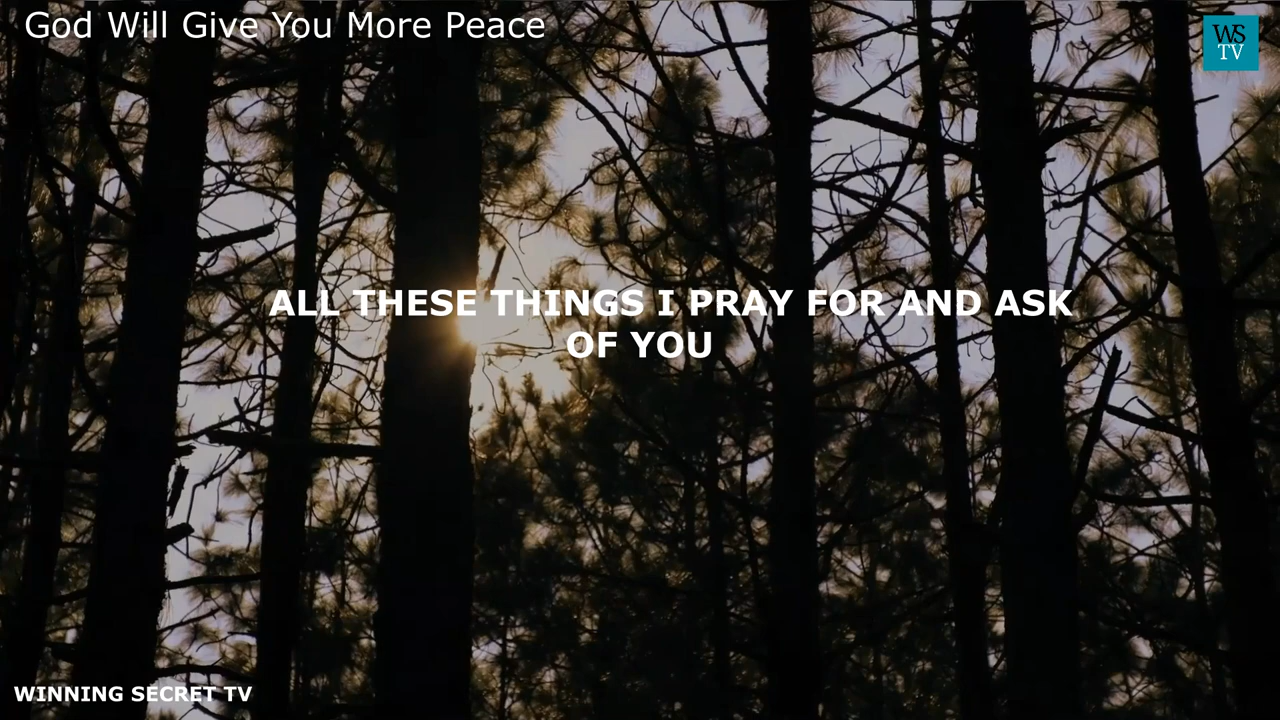 God Will Give You More Peace
WS
TV
ALL THESE THINGS I PRAY FOR AND ASK
OF YOU
WINNING SECRET TV